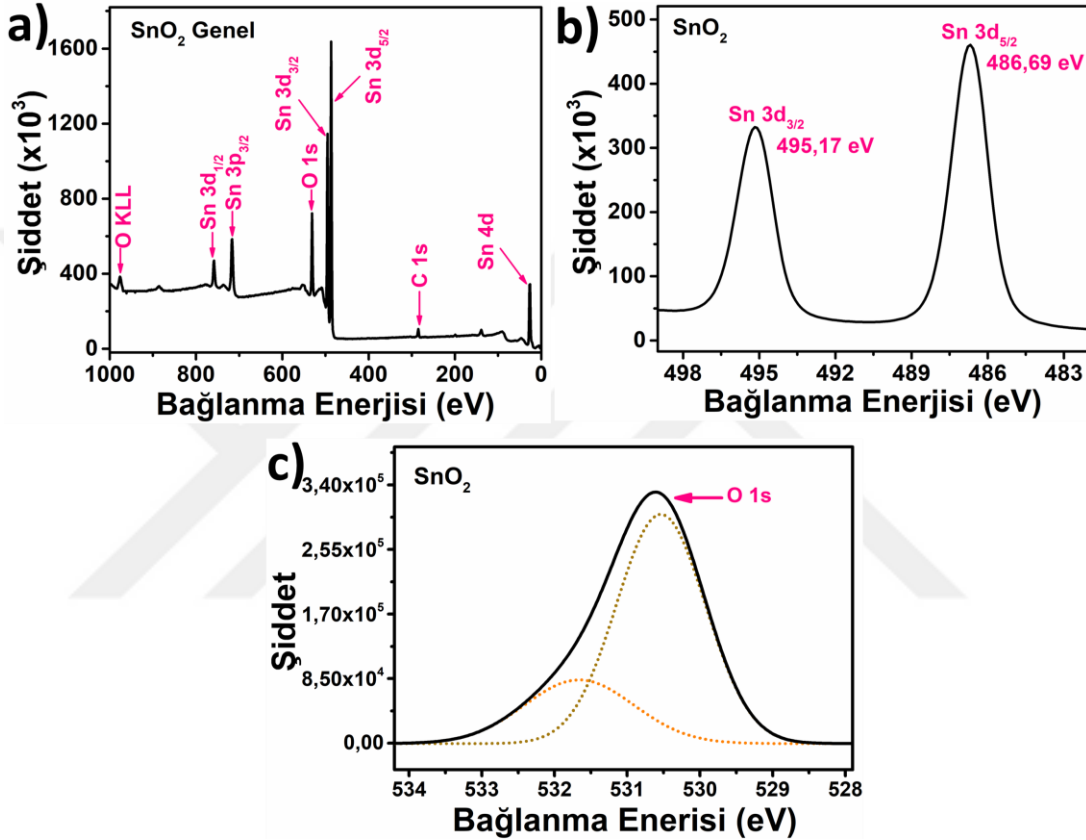 a)
SnO₂ Genel
Sn 3d₅/₂
Sn 3d₃/₂
O 1s
Sn 3p₃/₂
Sn 3d₁/₂
O KLL
C 1s
Sn 4d
Şiddet (x10³)
1600
1200
800
400
0
1000 800 600 400 200 0
Bağlanma Enerjisi (eV)
b)
SnO₂
Sn 3d₅/₂
486,69 eV
Sn 3d₃/₂
495,17 eV
Şiddet (x10³)
500
400
300
200
100
0
498 495 492 489 486 483
Bağlanma Enerjisi (eV)
c)
SnO₂
O 1s
Şiddet
3,40x10⁵
2,55x10⁵
1,70x10⁵
8,50x10⁴
0,00
534 533 532 531 530 529 528
Bağlanma Enerisi (eV)